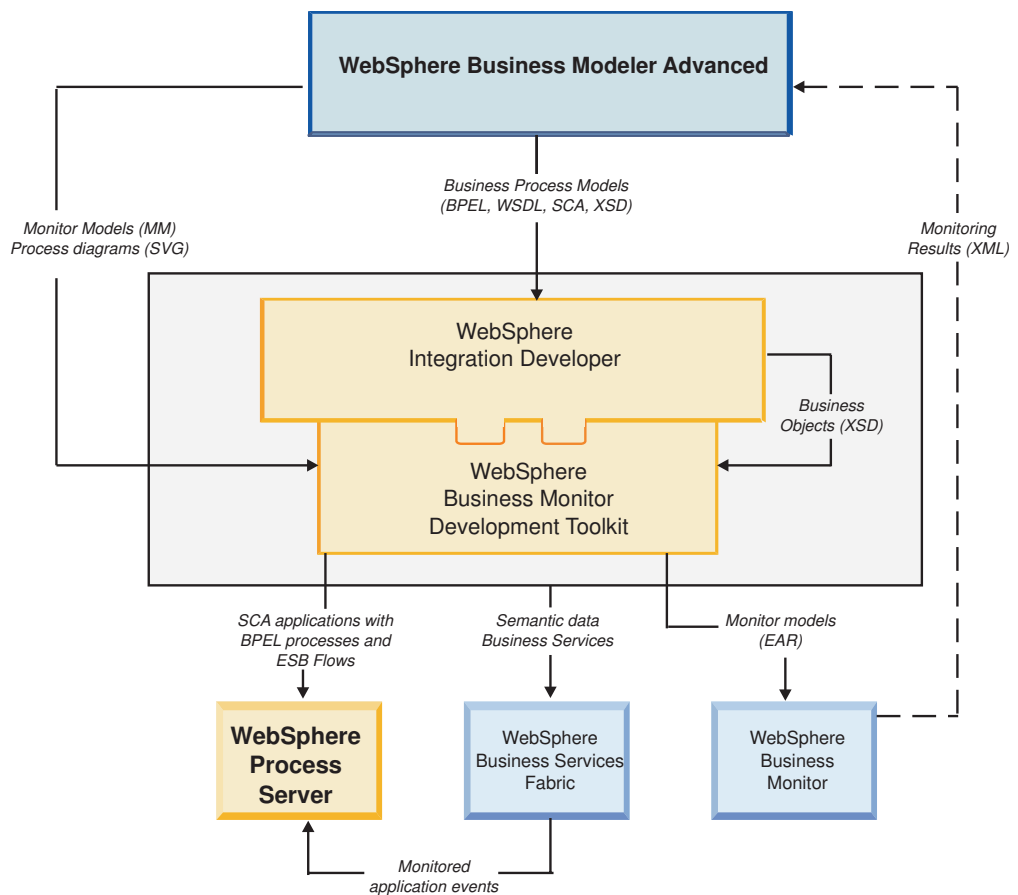 WebSphere Business Modeler Advanced
Business Process Models
(BPEL, WSDL, SCA, XSD)
Monitor Models (MM)
Process diagrams (SVG)
Monitoring
Results (XML)
WebSphere
Integration Developer
Business
Objects (XSD)
WebSphere
Business Monitor
Development Toolkit
SCA applications with
BPEL processes and
ESB Flows
Semantic data
Business Services
Monitor models
(EAR)
WebSphere
Process
Server
WebSphere
Business Services
Fabric
WebSphere
Business
Monitor
Monitored
application events